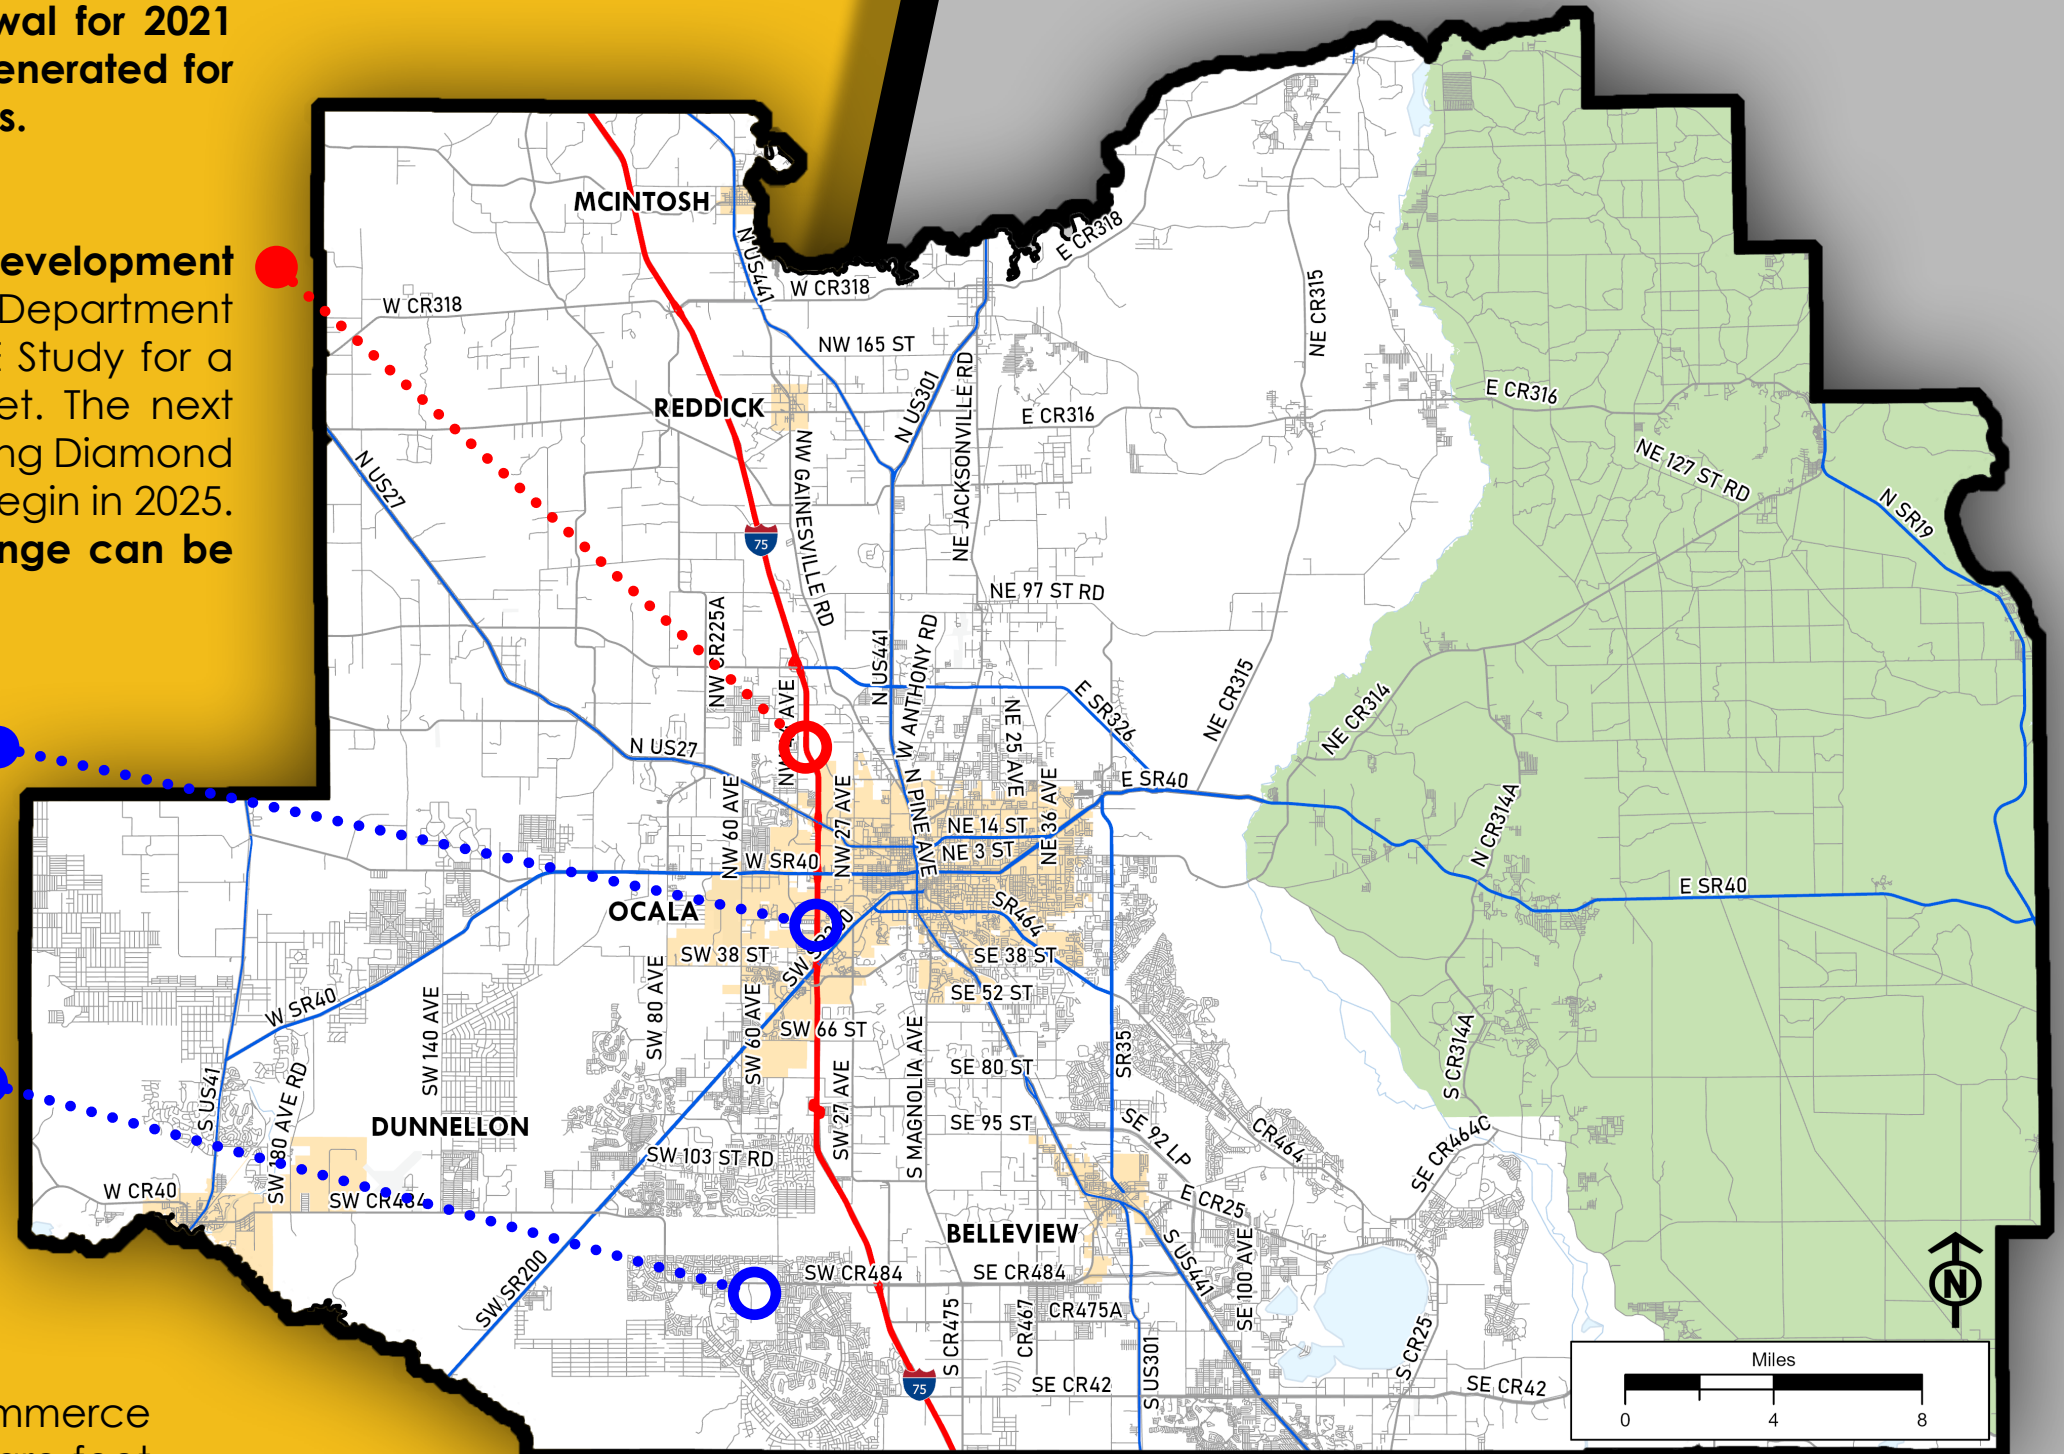 wal for 2021
enerated for
s.
evelopment
Department
E Study for a
et. The next
ng Diamond
egin in 2025.
nge can be
mmerce
MCINTOSH
N US441
W CR318
W CR318
E CR318
NE CR315
NW 165 ST
N US301
NE JACKSONVILLE RD
REDDICK
E CR316
E CR316
NE 127 ST RD
N SR19
N US27
NW GAINESVILLE RD
75
NE 97 ST RD
NW CR225A
N US441
W ANTHONY RD
NE 25 AVE
E SR326
NE CR315
NE CR314
N US27
NW 60 AVE
NW 27 AVE
N PINE AVE
NE 36 AVE
E SR40
NE 14 ST
NE 3 ST
W SR40
N CR314A
E SR40
OCALA
SR464
SW 38 ST
SE 38 ST
SW 80 AVE
SW 60 AVE
SE 52 ST
W SR40
SW 140 AVE
SW 66 ST
S MAGNOLIA AVE
SR35
S CR314A
SE 80 ST
S US41
SW 180 AVE RD
SW 27 AVE
DUNNELLON
SE 95 ST
SE 92 LP
CR464
SE CR464C
SW 103 ST RD
W CR40
SW CR484
E CR25
BELLEVIEW
S US441
SE 100 AVE
SW SR200
SW CR484
SE CR484
CR475A
S CR475
CR467
S US301
S CR25
75
SE CR42
SE CR42
N
Miles
0 4 8